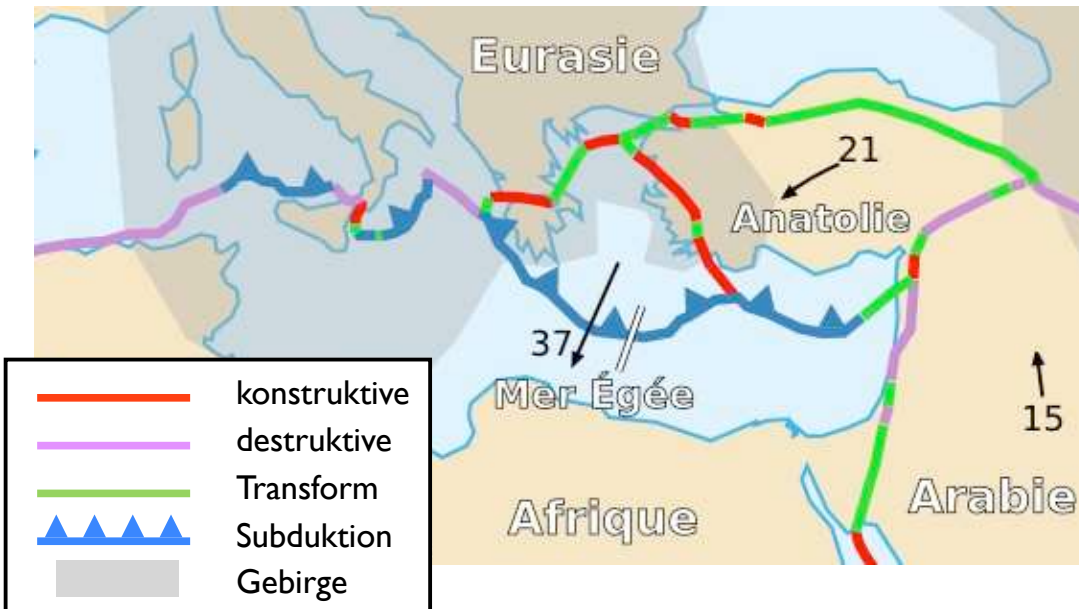 Eurasie
21
Anatolie
37
Mer Égée
15
Afrique
Arabie
konstruktive
destruktive
Transform
Subduktion
Gebirge